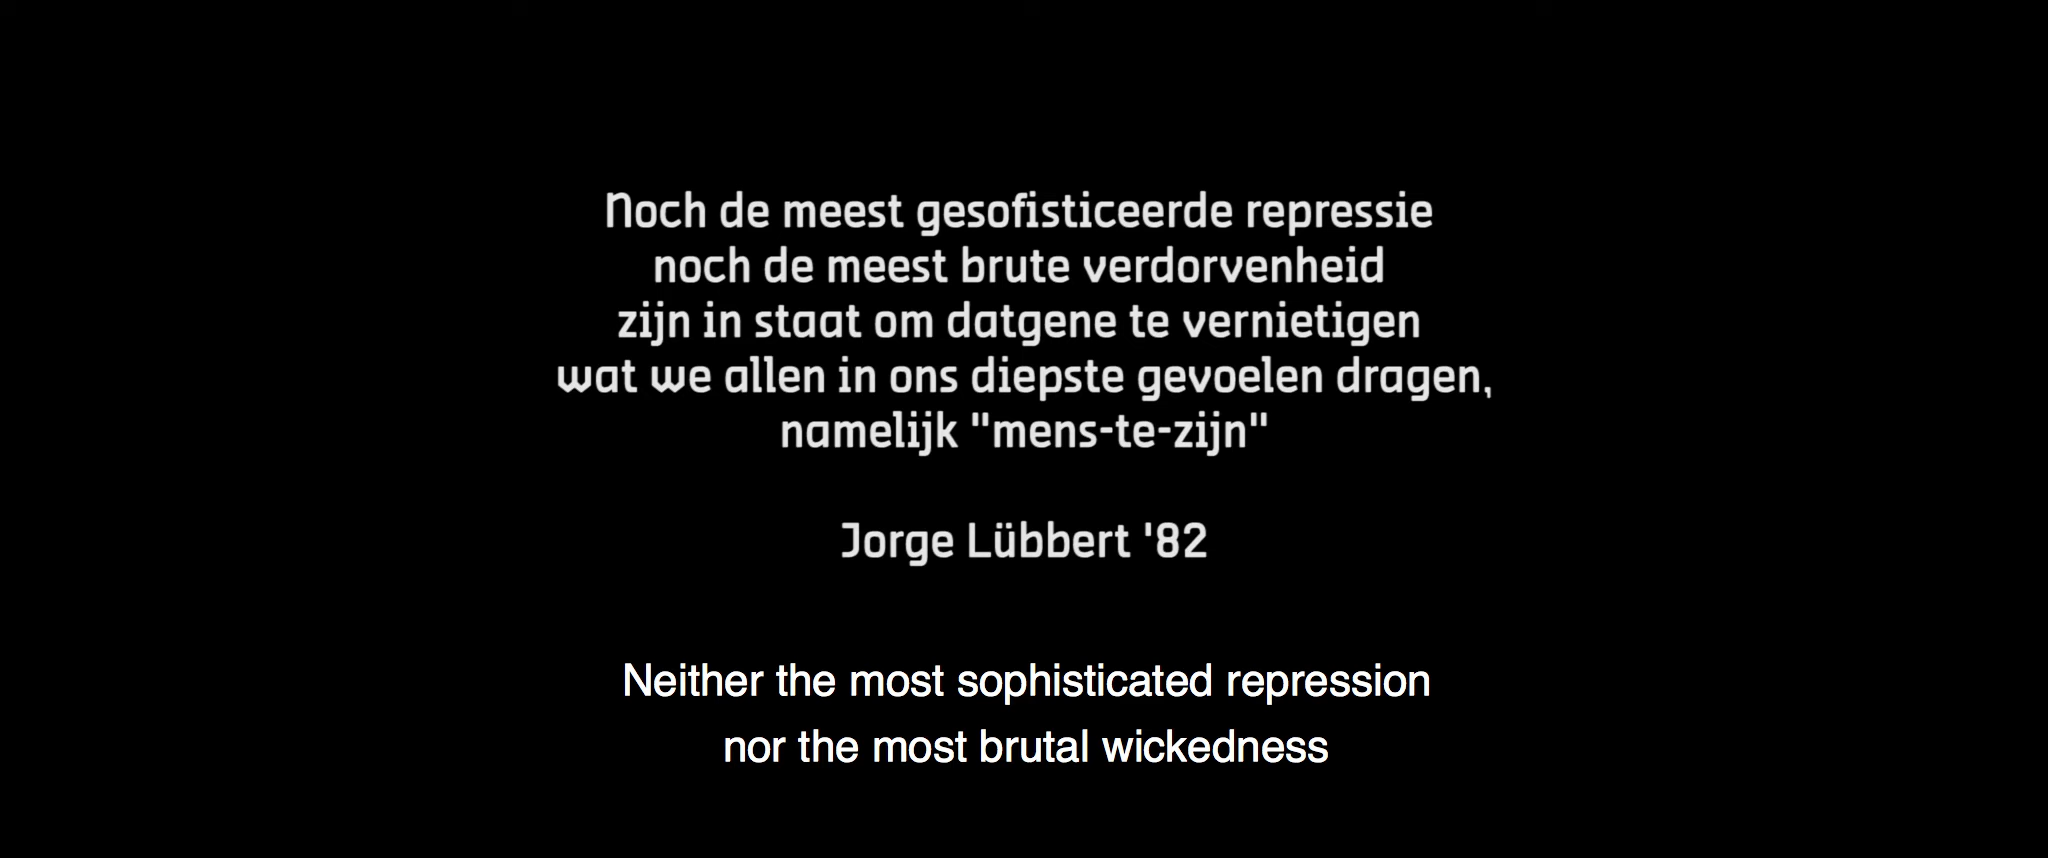 Noch de meest gesofisticeerde repressie
noch de meest brute verdorvenheid
zijn in staat om datgene te vernietigen
wat we allen in ons diepste gevoelen dragen,
namelijk "mens-te-zijn"
Jorge Lübbert '82
Neither the most sophisticated repression
nor the most brutal wickedness